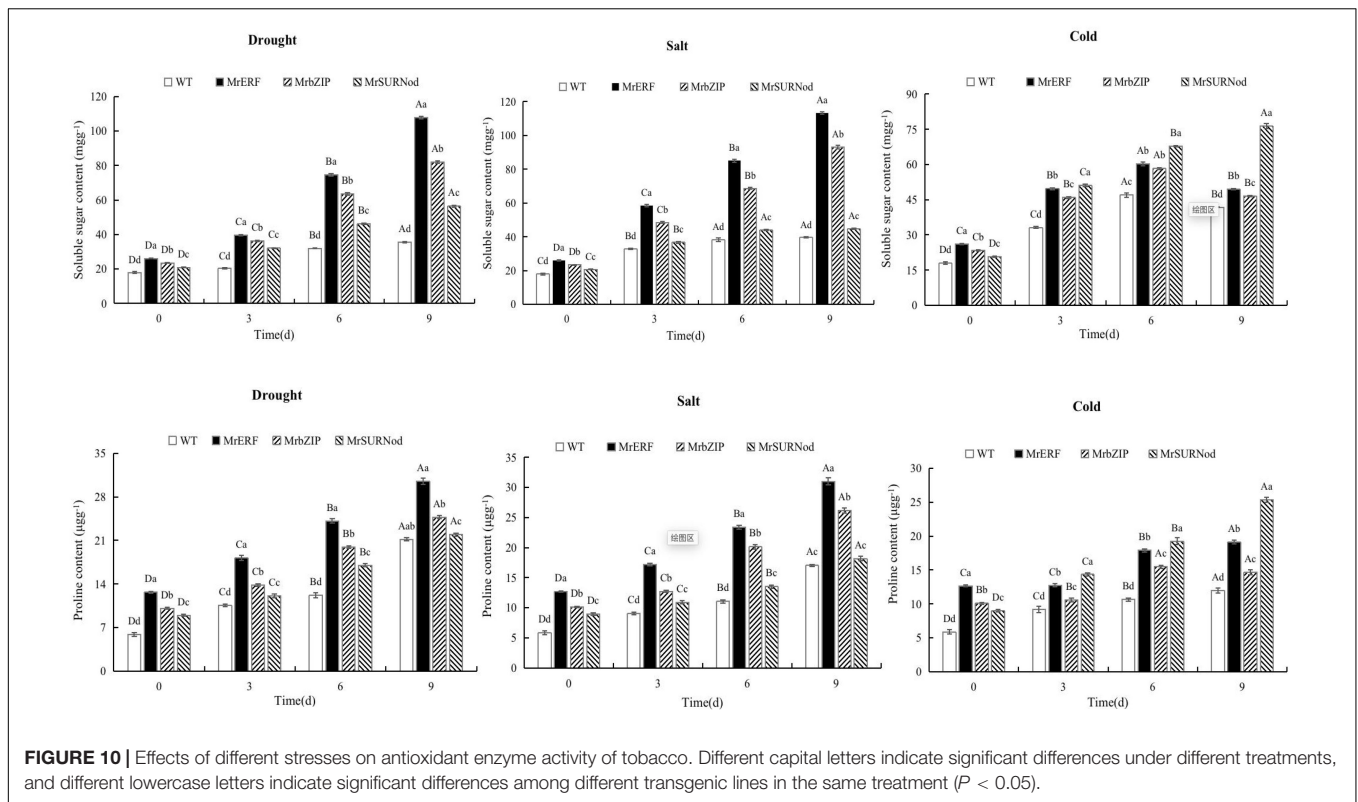 Drought
WT MrERF MrbZIP MrSURNod
Soluble sugar content (mgg⁻¹)
120
100
80
60
40
20
0
Dd Da Db Dc
Cd Ca Cb Cc
Bd Ba Bb Bc
Ad Aa Ab Ac
0 3 6 9
Time(d)
Salt
WT MrERF MrbZIP MrSURNod
Soluble sugar content (mgg⁻¹)
120
100
80
60
40
20
0
Cd Da Db Cc
Bd Ca Cb Bc
Ad Ba Bb Ac
Ad Aa Ab Ac
0 3 6 9
Time(d)
Cold
WT MrERF MrbZIP MrSURNod
Soluble sugar content (mgg⁻¹)
90
75
60
45
30
15
0
Dd Da Db Dc
Cd Bb Bc Ca
Ac Ab Ab Ba
Bd Bb Bc Aa
绘图区
0 3 6 9
Time(d)
Drought
WT MrERF MrbZIP MrSURNod
Proline content (μgg⁻¹)
35
28
21
14
7
0
Dd Da Db Dc
Cd Ca Cb Cc
Bd Ba Bb Bc
Aab Aa Ab Ac
0 3 6 9
Time(d)
Salt
WT MrERF MrbZIP MrSURNod
Proline content (μgg⁻¹)
35
30
25
20
15
10
5
0
Dd Da Db Dc
Cd Ca Cb Cc
Bd Ba Bb Bc
Ac Aa Ab Ac
绘图区
0 3 6 9
Time(d)
Cold
WT MrERF MrbZIP MrSURNod
Proline content (μgg⁻¹)
30
25
20
15
10
5
0
Dd Ca Bb Dc
Cd Cb Bc Ca
Bd Bb Ac Ba
Ad Ab Ac Aa
0 3 6 9
Time(d)
FIGURE 10 | Effects of different stresses on antioxidant enzyme activity of tobacco. Different capital letters indicate significant differences under different treatments,
and different lowercase letters indicate significant differences among different transgenic lines in the same treatment (P < 0.05).